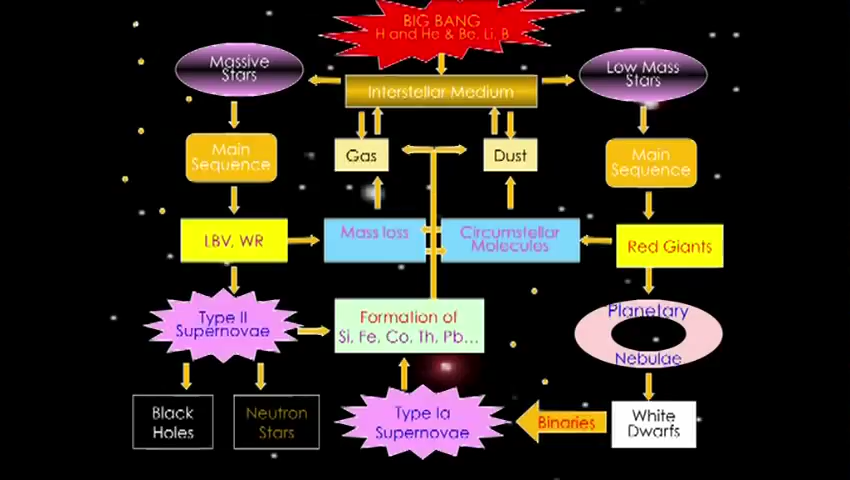 BIG BANG
H and He & Be, Li, B
Massive
Stars
Interstellar Medium
Low Mass
Stars
Main
Sequence
Gas
Dust
Main
Sequence
LBV, WR
Mass loss
Circumstellar
Molecules
Red Giants
Type II
Supernovae
Formation of
Si, Fe, Co, Th, Pb...
Planetary
Nebulae
Black
Holes
Neutron
Stars
Type Ia
Supernovae
Binaries
White
Dwarfs